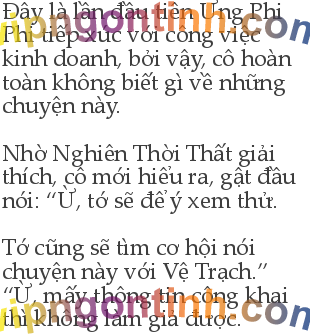 Đây là lần đầu tiên Ưng Phi
Phi tiếp xúc với công việc
kinh doanh, bởi vậy, cô hoàn
toàn không biết gì về những
chuyện này.
Nhờ Nghiên Thời Thất giải
thích, cô mới hiểu ra, gật đầu
nói: “Ừ, tớ sẽ để ý xem thử.
Tớ cũng sẽ tìm cơ hội nói
chuyện này với Vệ Trạch.”
“Ừ, mấy thông tin công khai
thì không làm giả được.
vipngontinh.com
vipngontinh.com